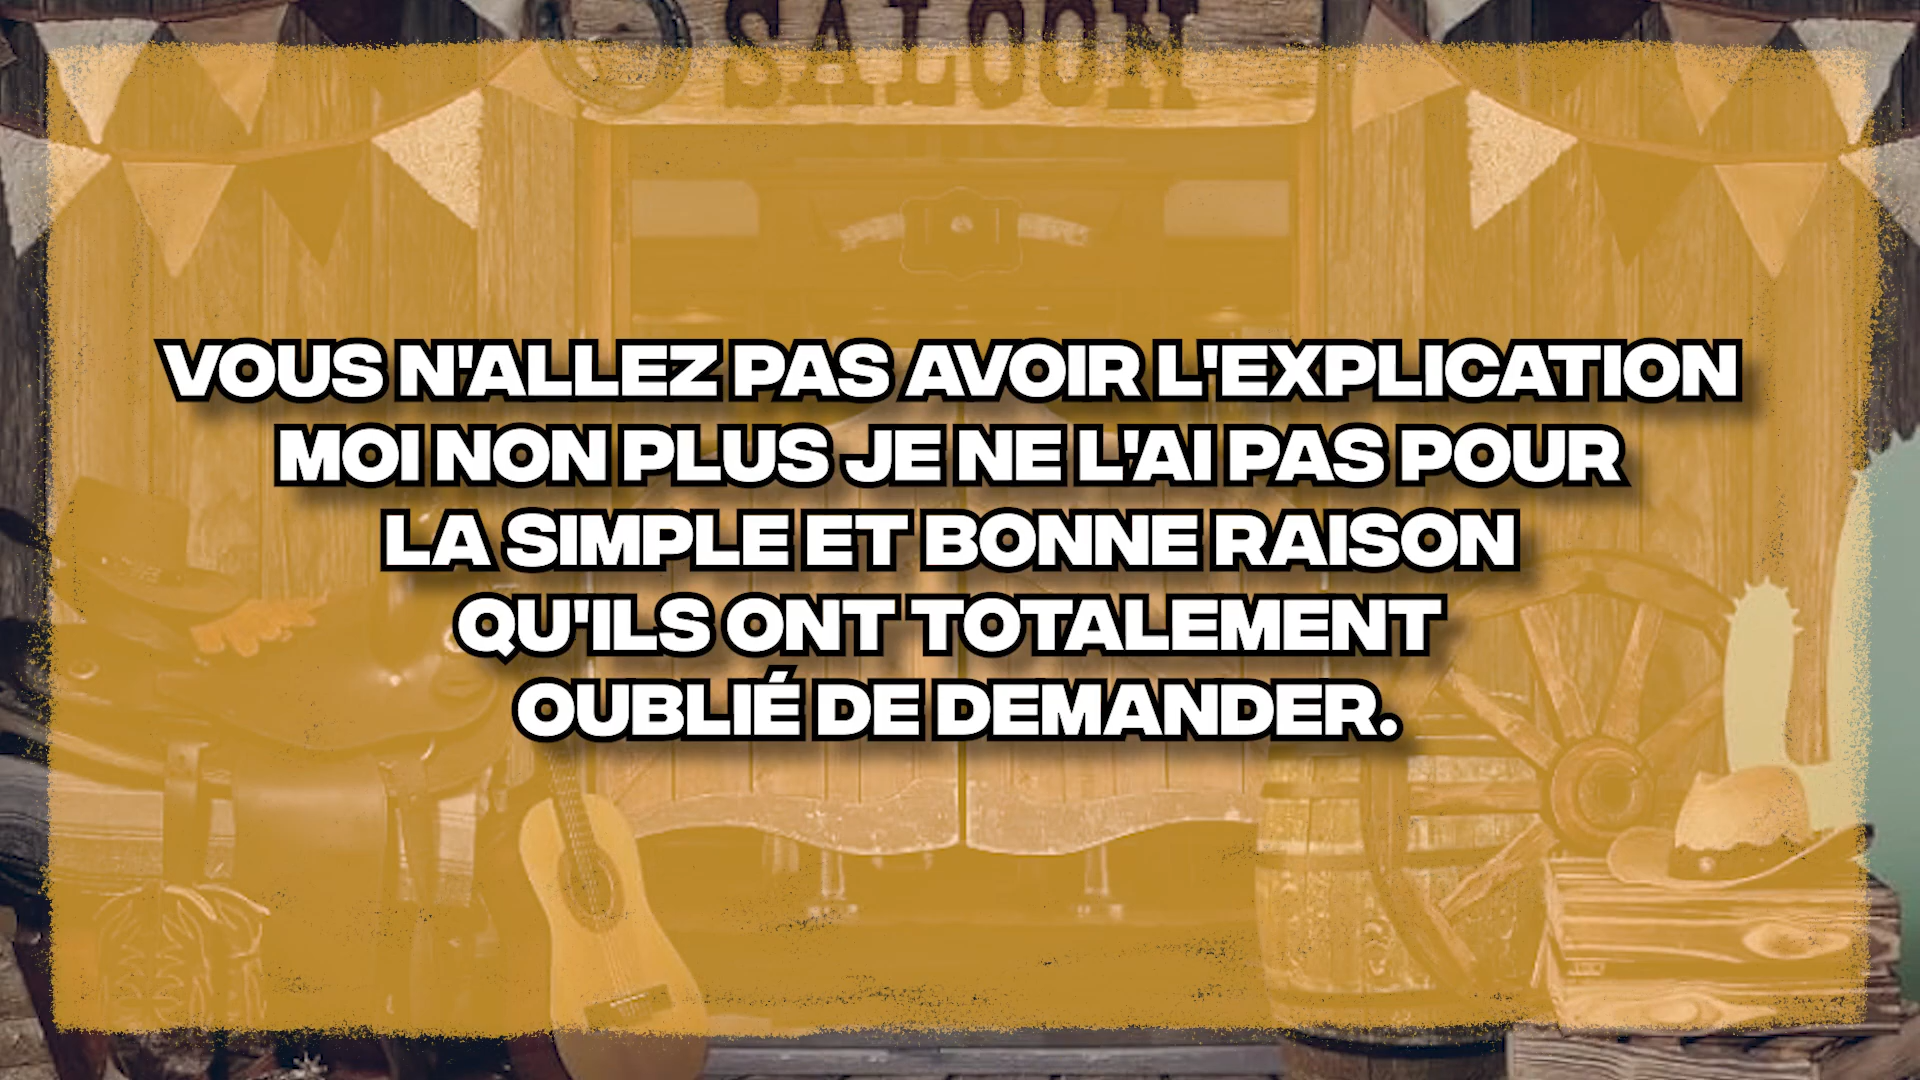 SALOON
VOUS N'ALLEZ PAS AVOIR L'EXPLICATION
MOI NON PLUS JE NE L'AI PAS POUR
LA SIMPLE ET BONNE RAISON
QU'ILS ONT TOTALEMENT
OUBLIÉ DE DEMANDER.